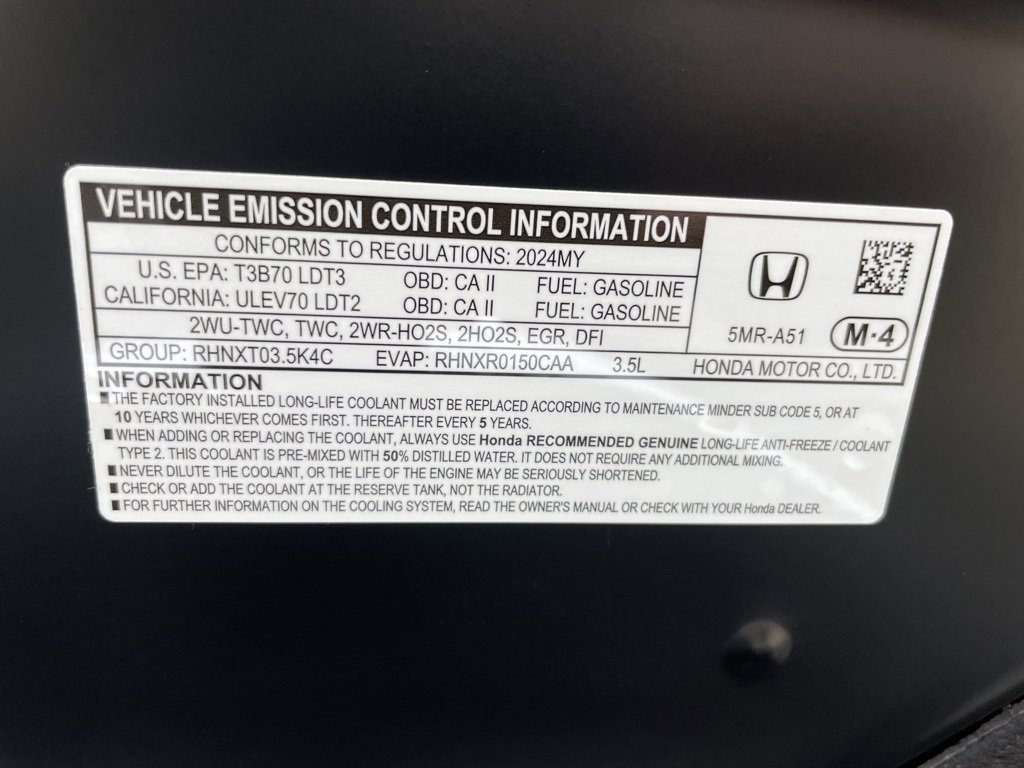 VEHICLE EMISSION CONTROL INFORMATION
CONFORMS TO REGULATIONS: 2024MY
U.S. EPA: T3B70 LDT3 OBD: CA II FUEL: GASOLINE
CALIFORNIA: ULEV70 LDT2 OBD: CA II FUEL: GASOLINE
2WU-TWC, TWC, 2WR-HO2S, 2HO2S, EGR, DFI
5MR-A51 M·4
GROUP: RHNXT03.5K4C EVAP: RHNXR0150CAA 3.5L HONDA MOTOR CO., LTD.
INFORMATION
■ THE FACTORY INSTALLED LONG-LIFE COOLANT MUST BE REPLACED ACCORDING TO MAINTENANCE MINDER SUB CODE 5, OR AT
10 YEARS WHICHEVER COMES FIRST. THEREAFTER EVERY 5 YEARS.
■ WHEN ADDING OR REPLACING THE COOLANT, ALWAYS USE Honda RECOMMENDED GENUINE LONG-LIFE ANTI-FREEZE / COOLANT
TYPE 2. THIS COOLANT IS PRE-MIXED WITH 50% DISTILLED WATER. IT DOES NOT REQUIRE ANY ADDITIONAL MIXING.
■ NEVER DILUTE THE COOLANT, OR THE LIFE OF THE ENGINE MAY BE SERIOUSLY SHORTENED.
■ CHECK OR ADD THE COOLANT AT THE RESERVE TANK, NOT THE RADIATOR.
■ FOR FURTHER INFORMATION ON THE COOLING SYSTEM, READ THE OWNER'S MANUAL OR CHECK WITH YOUR Honda DEALER.